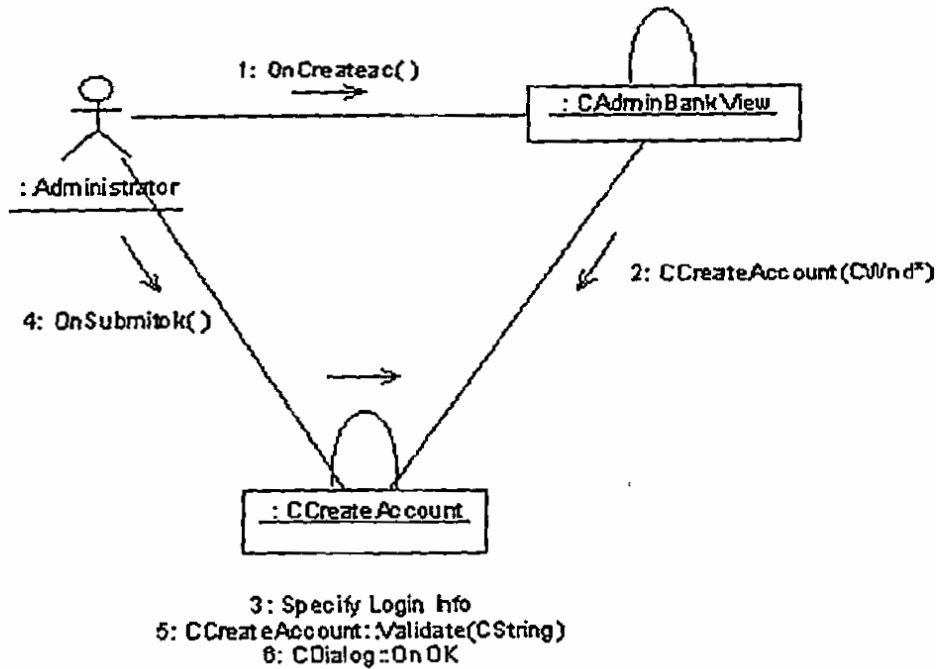 1: OnCreateac()
: CAdminBankView
: Administrator
2: CCreateAccount(CWnd*)
4: OnSubmitok()
: CCreateAccount
3: Specify Login Info
5: CCreateAccount::Validate(CString)
6: CDialog::OnOK